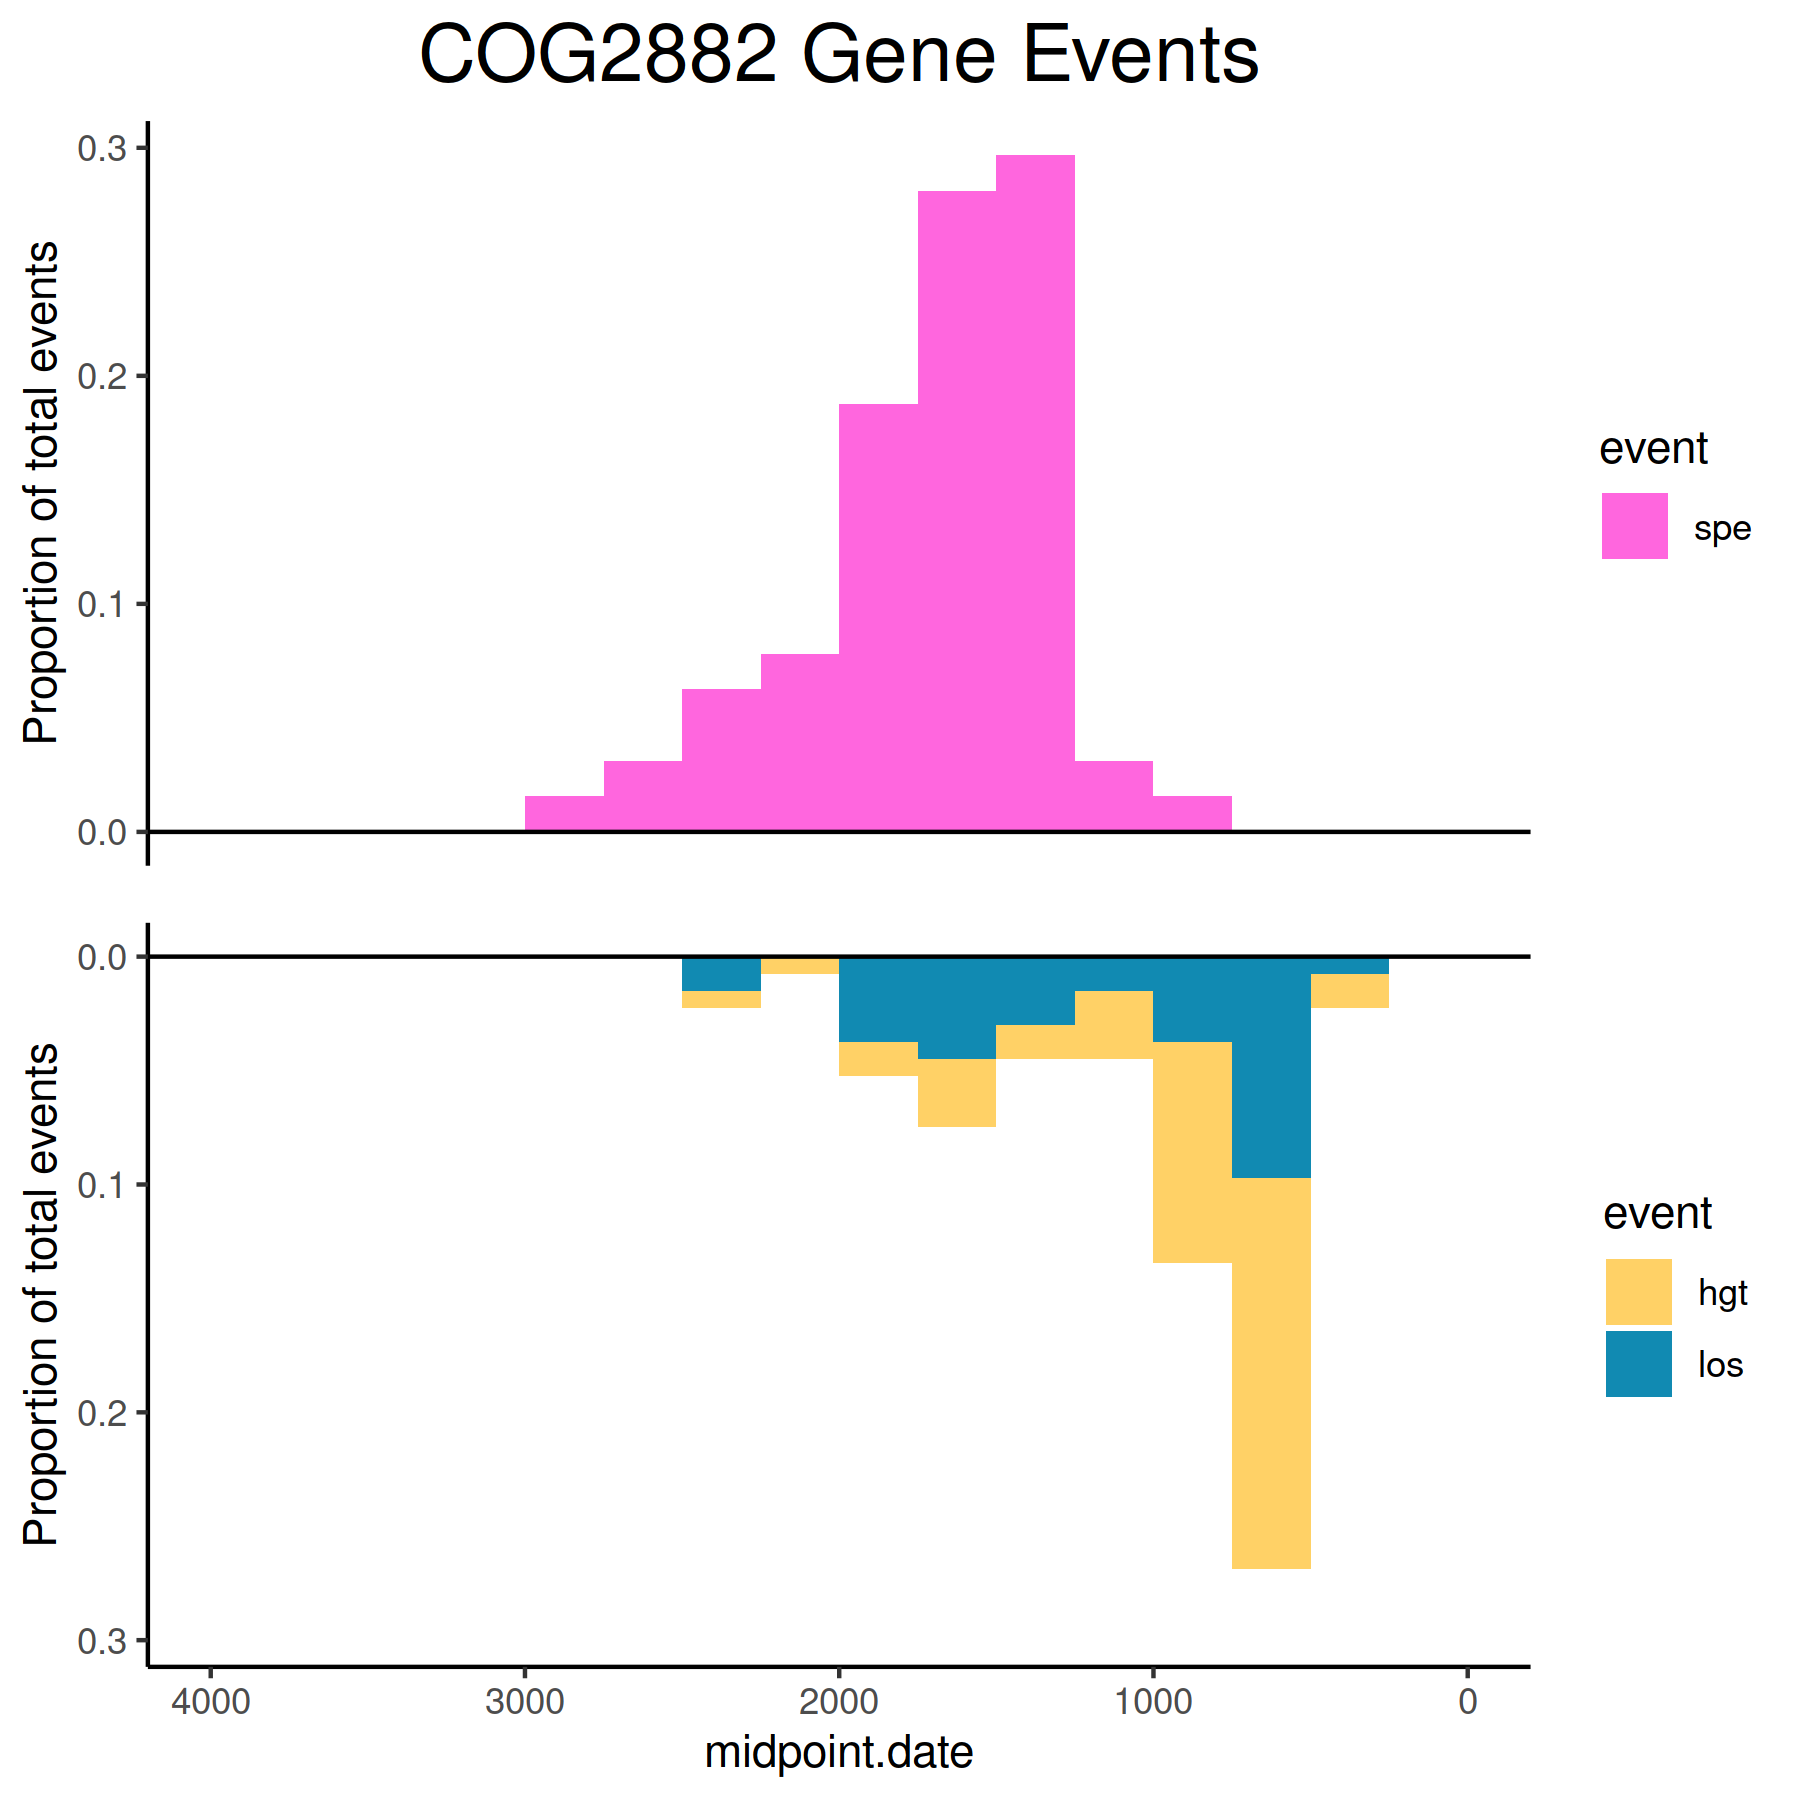 COG2882 Gene Events
Proportion of total events
0.3
0.2
0.1
0.0
event
spe
Proportion of total events
0.0
0.1
0.2
0.3
event
hgt
los
4000 3000 2000 1000 0
midpoint.date